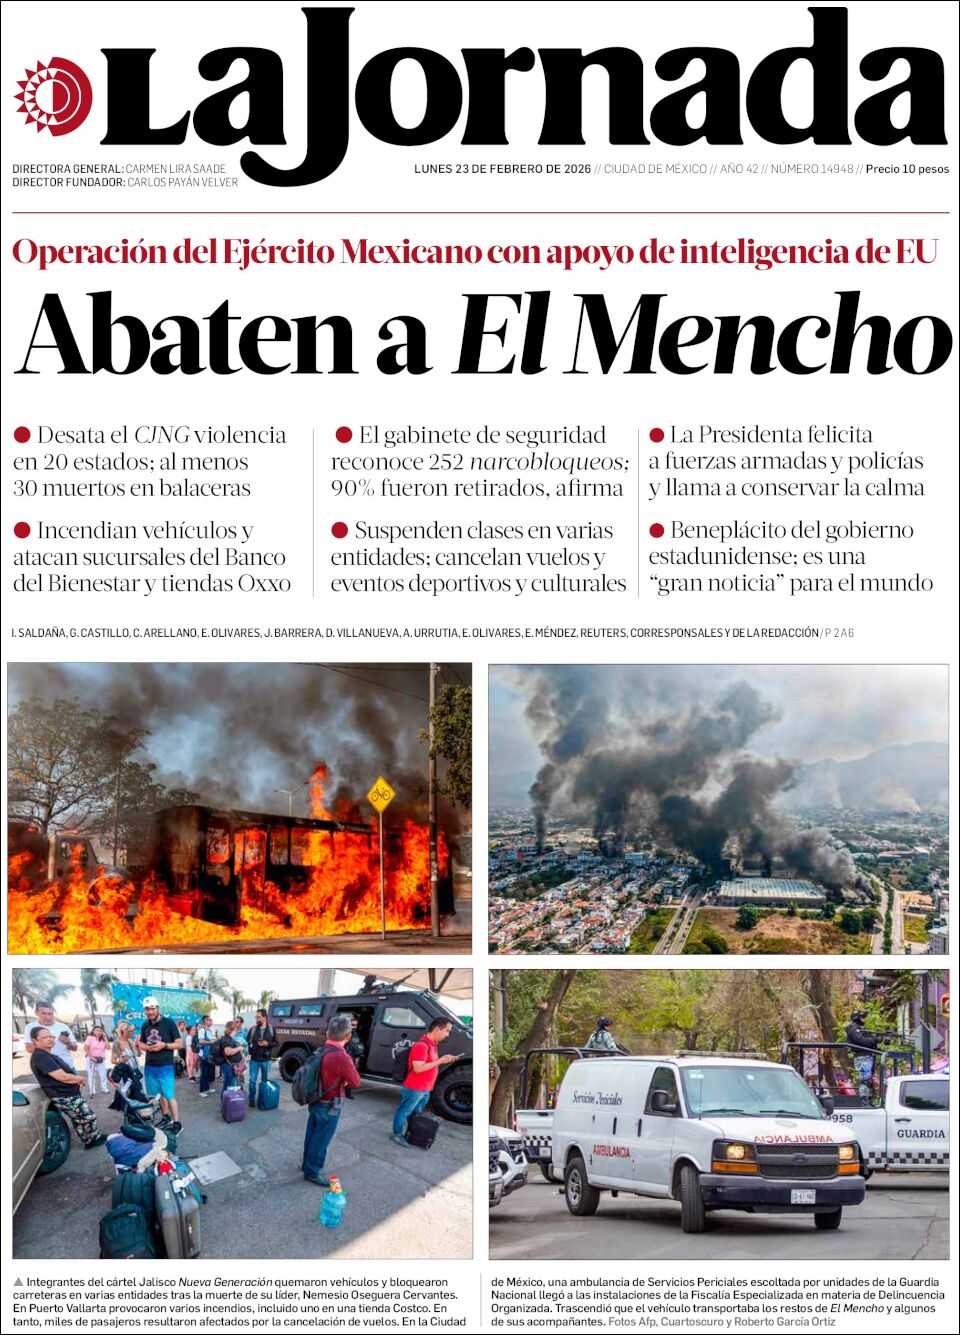 La Jornada
DIRECTORA GENERAL: CARMEN LIRA SAADE
DIRECTOR FUNDADOR: CARLOS PAYÁN VELVER
LUNES 23 DE FEBRERO DE 2026 // CIUDAD DE MÉXICO // AÑO 42 // NÚMERO 14948 // Precio 10 pesos
Operación del Ejército Mexicano con apoyo de inteligencia de EU
Abaten a El Mencho
● Desata el CJNG violencia
en 20 estados; al menos
30 muertos en balaceras
● Incendian vehículos y
atacan sucursales del Banco
del Bienestar y tiendas Oxxo
● El gabinete de seguridad
reconoce 252 narcobloqueos;
90% fueron retirados, afirma
● Suspenden clases en varias
entidades; cancelan vuelos y
eventos deportivos y culturales
● La Presidenta felicita
a fuerzas armadas y policías
y llama a conservar la calma
● Beneplácito del gobierno
estadunidense; es una
“gran noticia” para el mundo
I. SALDAÑA, G. CASTILLO, C. ARELLANO, E. OLIVARES, J. BARRERA, D. VILLANUEVA, A. URRUTIA, E. OLIVARES, E. MÉNDEZ, REUTERS, CORRESPONSALES Y DE LA REDACCIÓN / P 2 A 6
ESTATAL
Servicios Periciales
AMBULANCIA
AMBULANCIA
9958
GUARDIA
▲ Integrantes del cártel Jalisco Nueva Generación quemaron vehículos y bloquearon
carreteras en varias entidades tras la muerte de su líder, Nemesio Oseguera Cervantes.
En Puerto Vallarta provocaron varios incendios, incluido uno en una tienda Costco. En
tanto, miles de pasajeros resultaron afectados por la cancelación de vuelos. En la Ciudad
de México, una ambulancia de Servicios Periciales escoltada por unidades de la Guardia
Nacional llegó a las instalaciones de la Fiscalía Especializada en materia de Delincuencia
Organizada. Trascendió que el vehículo transportaba los restos de El Mencho y algunos
de sus acompañantes. Fotos Afp, Cuartoscuro y Roberto García Ortiz